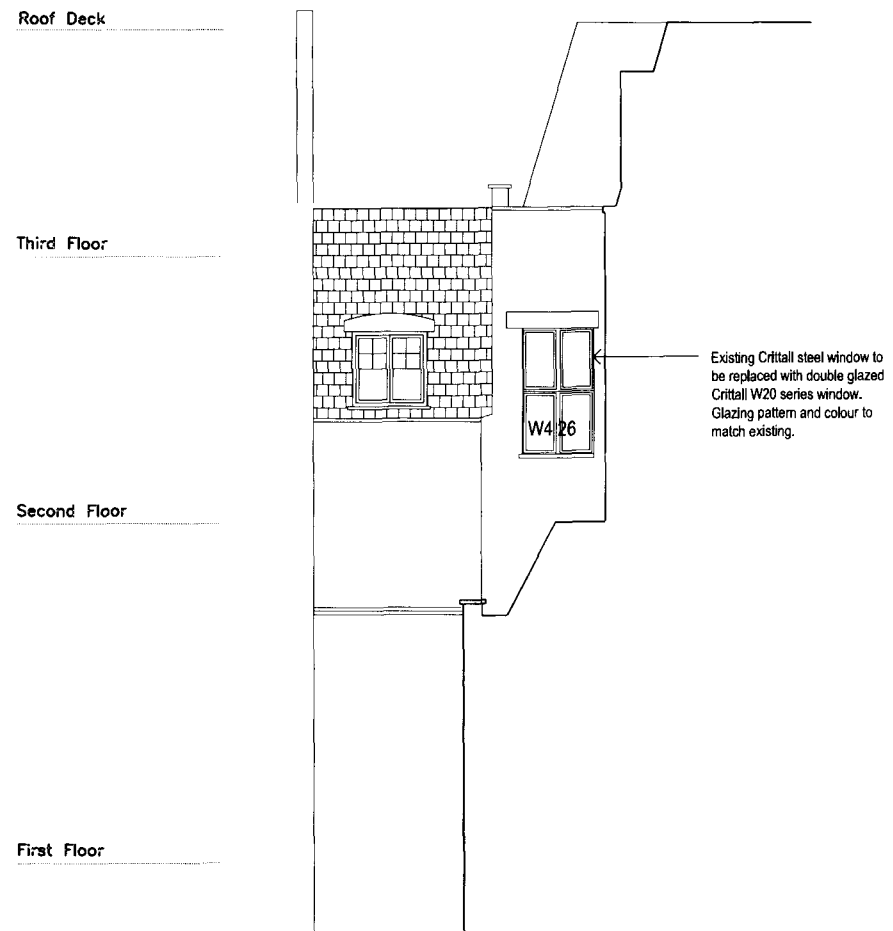 Roof Deck
Third Floor
Existing Crittall steel window to
be replaced with double glazed
Crittall W20 series window.
Glazing pattern and colour to
match existing.
W4 26
Second Floor
First Floor